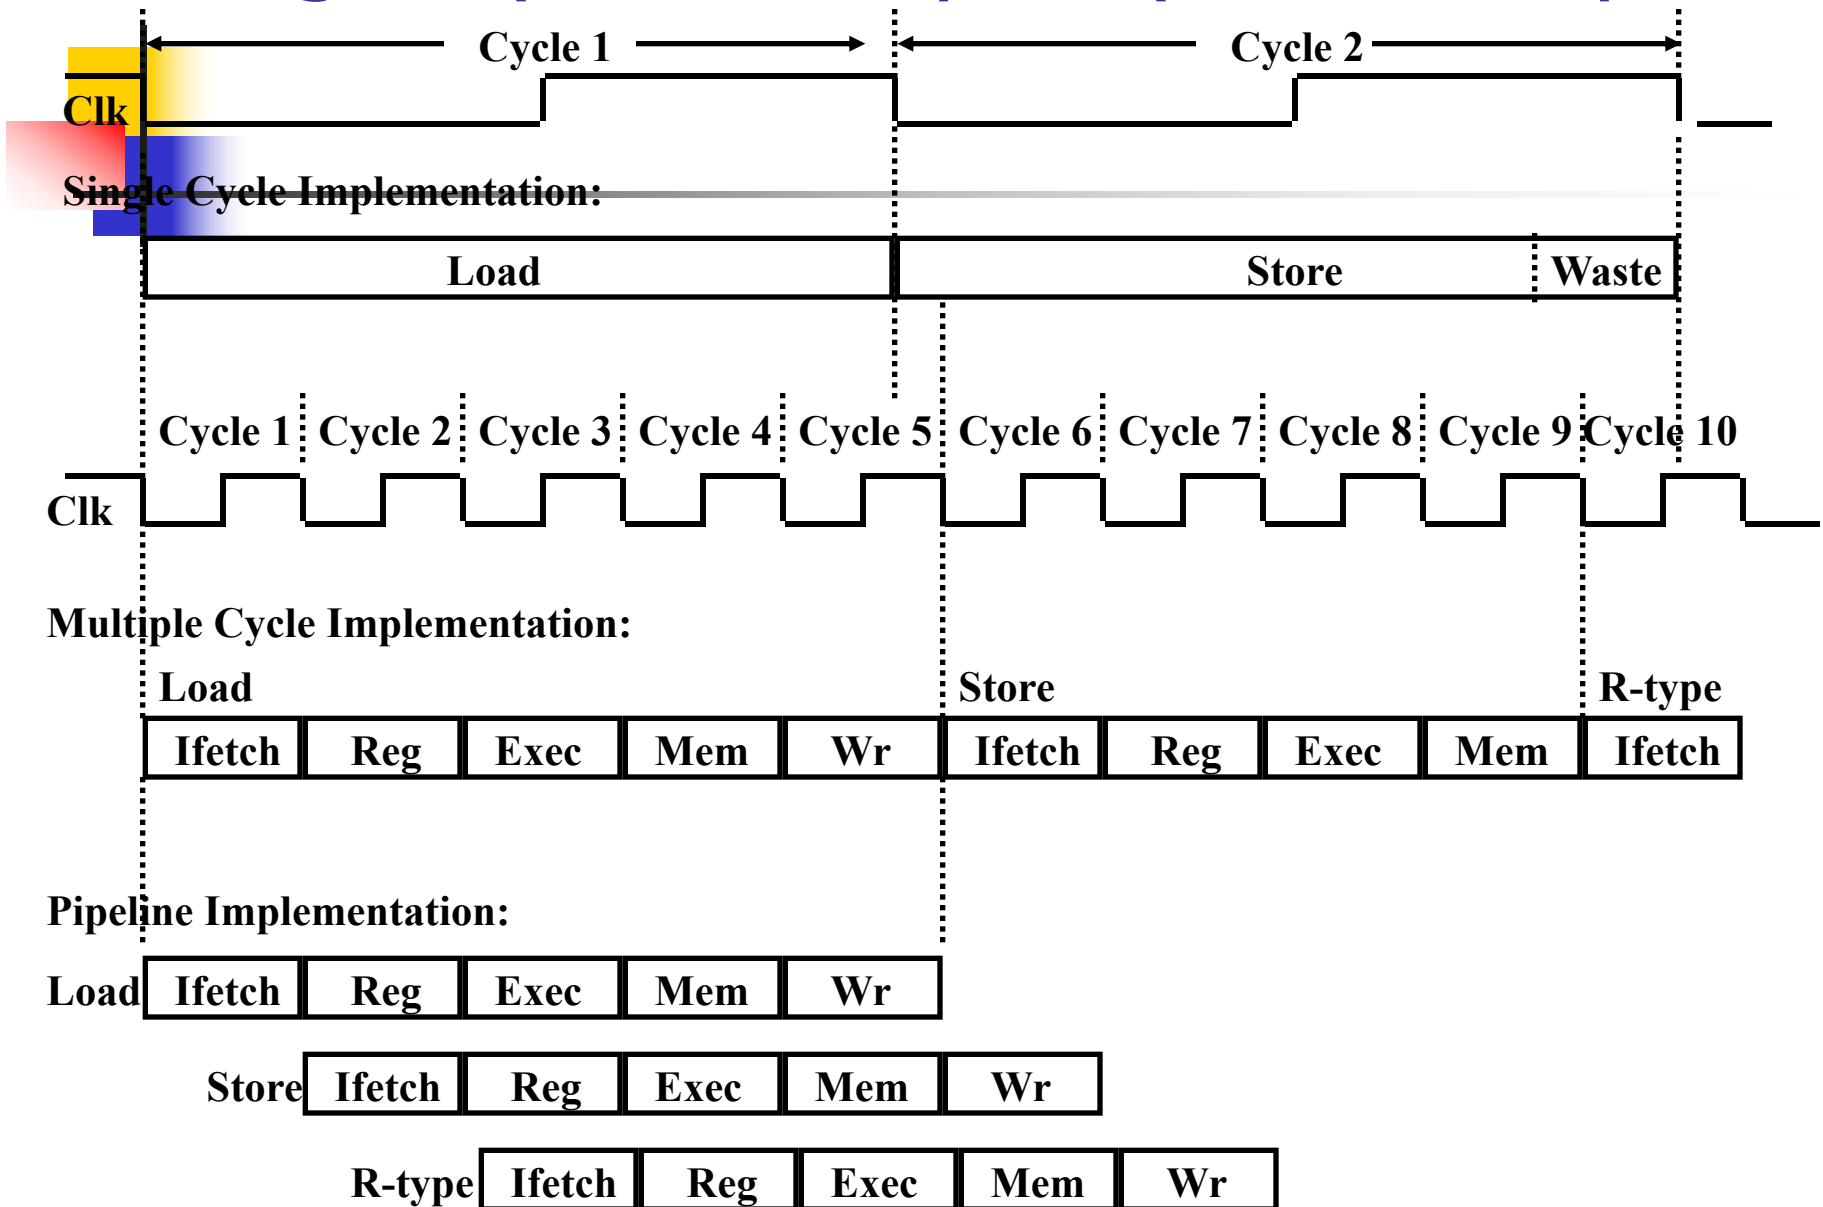 Cycle 1 Cycle 2
Clk
Single Cycle Implementation:
Load Store Waste
Cycle 1 Cycle 2 Cycle 3 Cycle 4 Cycle 5 Cycle 6 Cycle 7 Cycle 8 Cycle 9 Cycle 10
Clk
Multiple Cycle Implementation:
Load Store R-type
Ifetch Reg Exec Mem Wr Ifetch Reg Exec Mem Ifetch
Pipeline Implementation:
Load Ifetch Reg Exec Mem Wr
Store Ifetch Reg Exec Mem Wr
R-type Ifetch Reg Exec Mem Wr